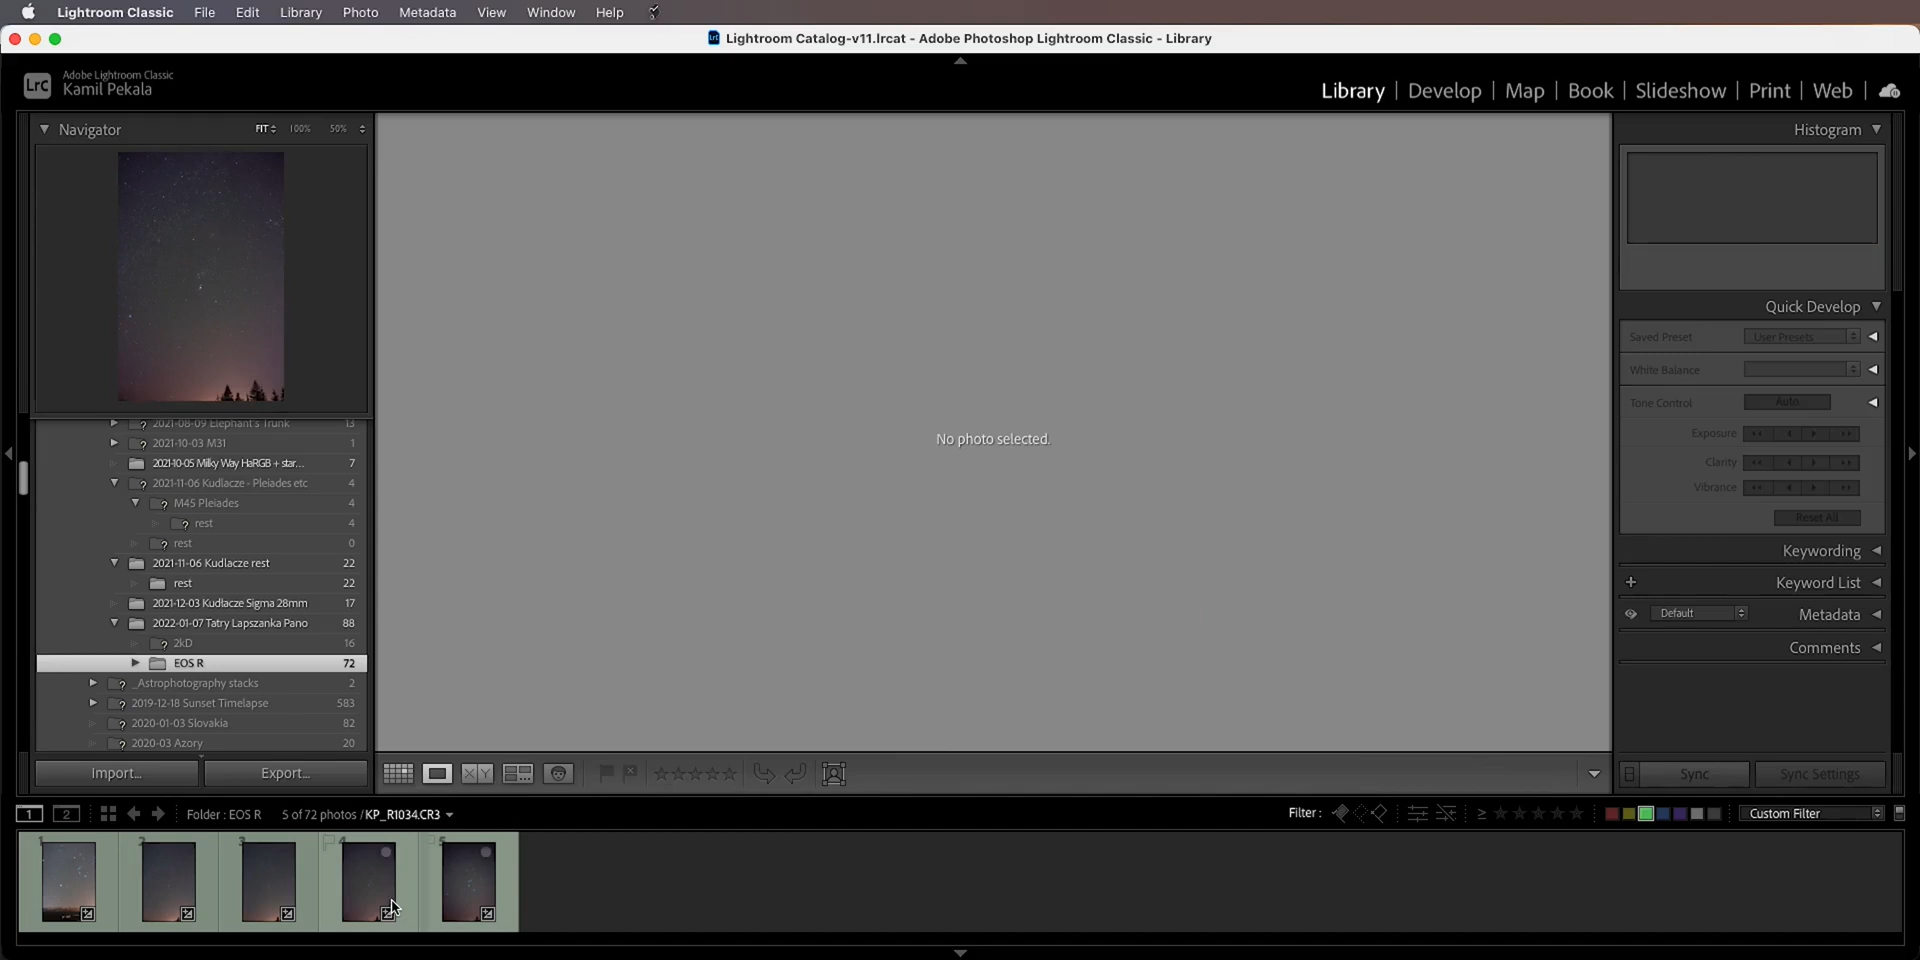 Lightroom Classic File Edit Library Photo Metadata View Window Help
Lightroom Catalog-v11.lrcat - Adobe Photoshop Lightroom Classic - Library
Lrc
Adobe Lightroom Classic
Kamil Pekala
Library | Develop | Map | Book | Slideshow | Print | Web
Navigator FIT 100% 50%
2021-08-09 Elephant's Trunk 13
2021-10-03 M31 1
2021-10-05 Milky Way HaRGB + star... 7
2021-11-06 Kudlacze - Pleiades etc 4
M45 Pleiades 4
rest 4
rest 0
2021-11-06 Kudlacze rest 22
rest 22
2021-12-03 Kudłacze Sigma 28mm 17
2022-01-07 Tatry Lapszanka Pano 88
2kD 16
EOS R 72
_Astrophotography stacks 2
2019-12-18 Sunset Timelapse 583
2020-01-03 Slovakia 82
2020-03 Azory 20
Import... Export...
No photo selected.
Histogram
Quick Develop
Saved Preset User Presets
White Balance
Tone Control Auto
Exposure
Clarity
Vibrance
Reset All
Keywording
+ Keyword List
Default Metadata
Comments
X Y
Sync Sync Settings
1 2 Folder : EOS R 5 of 72 photos / KP_R1034.CR3
Filter : ≥ Custom Filter
1 2 3 4 5